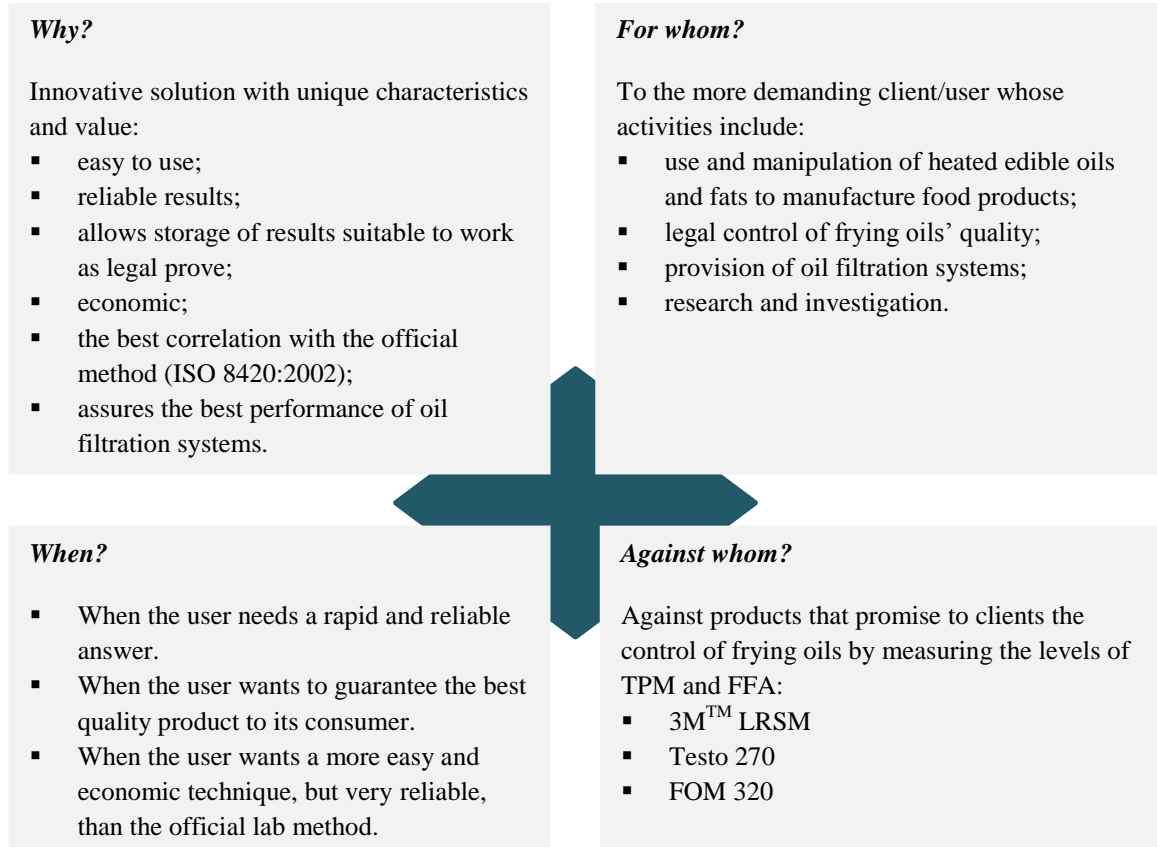 Why?
Innovative solution with unique characteristics
and value:
▪ easy to use;
▪ reliable results;
▪ allows storage of results suitable to work
as legal prove;
▪ economic;
▪ the best correlation with the official
method (ISO 8420:2002);
▪ assures the best performance of oil
filtration systems.
For whom?
To the more demanding client/user whose
activities include:
▪ use and manipulation of heated edible oils
and fats to manufacture food products;
▪ legal control of frying oils’ quality;
▪ provision of oil filtration systems;
▪ research and investigation.
When?
▪ When the user needs a rapid and reliable
answer.
▪ When the user wants to guarantee the best
quality product to its consumer.
▪ When the user wants a more easy and
economic technique, but very reliable,
than the official lab method.
Against whom?
Against products that promise to clients the
control of frying oils by measuring the levels of
TPM and FFA:
▪ 3M™ LRSM
▪ Testo 270
▪ FOM 320